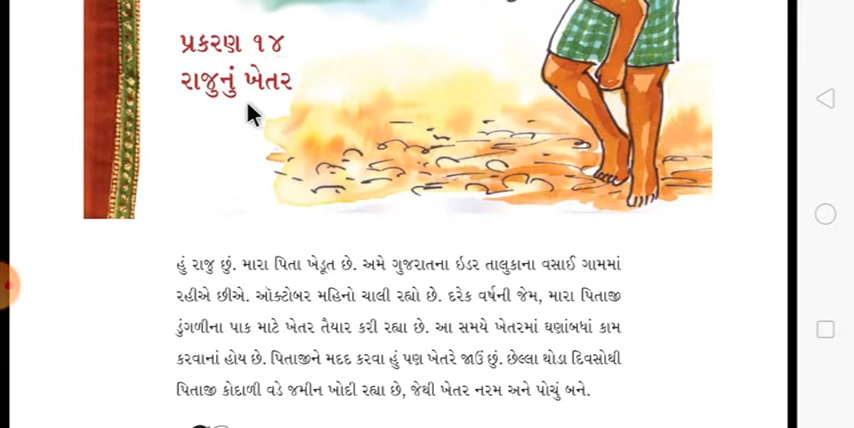 પ્રકરણ ૧૪
રાજુનું ખેતર
હું રાજુ છું. મારા પિતા ખેડૂત છે. અમે ગુજરાતના ઇડર તાલુકાના વસાઈ ગામમાં
રહીએ છીએ. ઑક્ટોબર મહિનો ચાલી રહ્યો છે. દરેક વર્ષની જેમ, મારા પિતાજી
ડુંગળીના પાક માટે ખેતર તૈયાર કરી રહ્યા છે. આ સમયે ખેતરમાં ઘણાંબધાં કામ
કરવાનાં હોય છે. પિતાજીને મદદ કરવા હું પણ ખેતરે જાઉં છું. છેલ્લા થોડા દિવસોથી
પિતાજી કોદાળી વડે જમીન ખોદી રહ્યા છે, જેથી ખેતર નરમ અને પોચું બને.